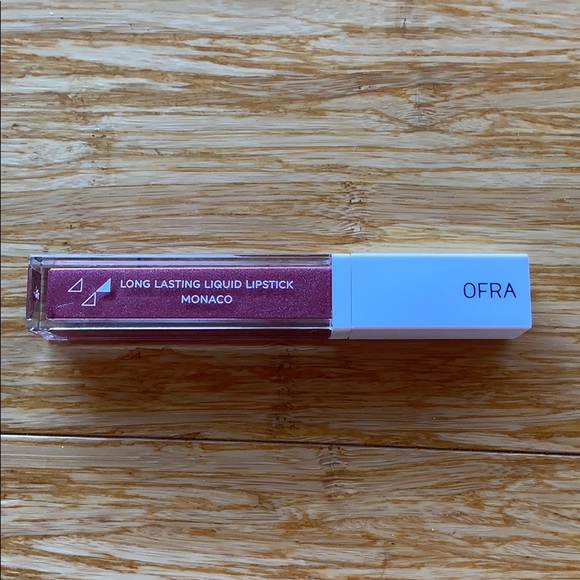 LONG LASTING LIQUID LIPSTICK
MONACO
OFRA